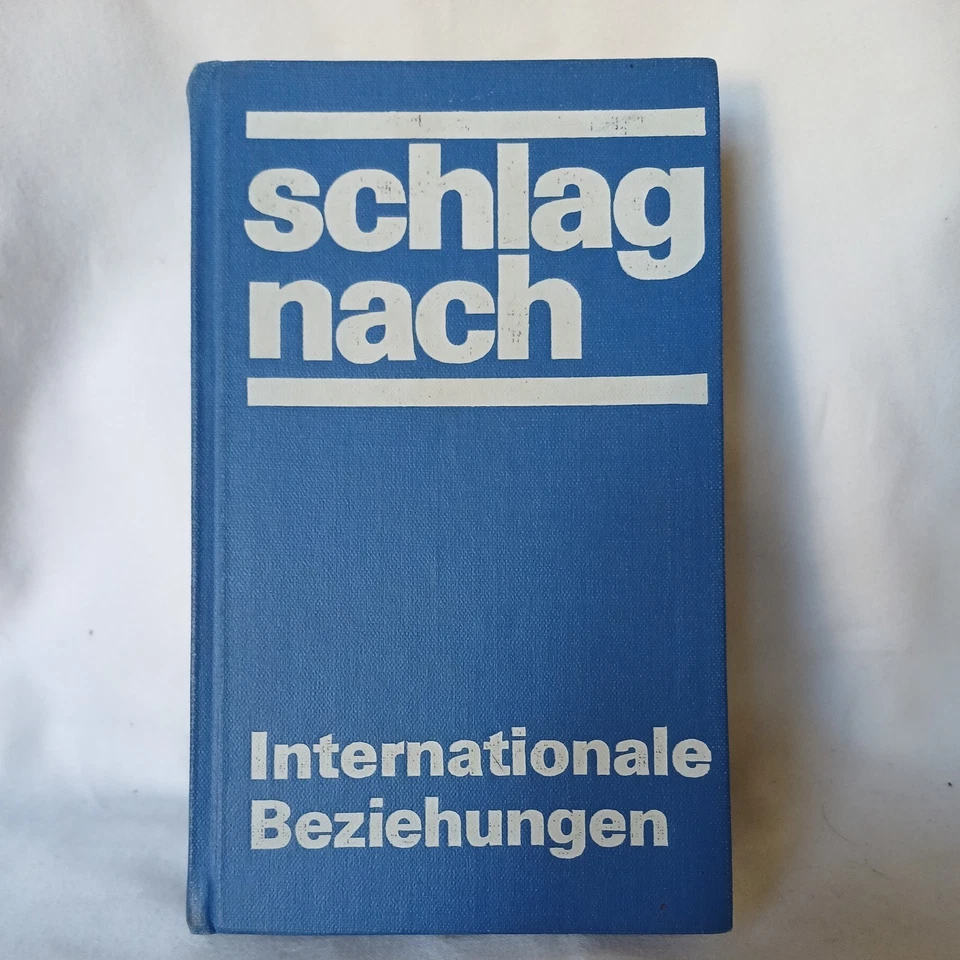 schlag
nach
Internationale
Beziehungen